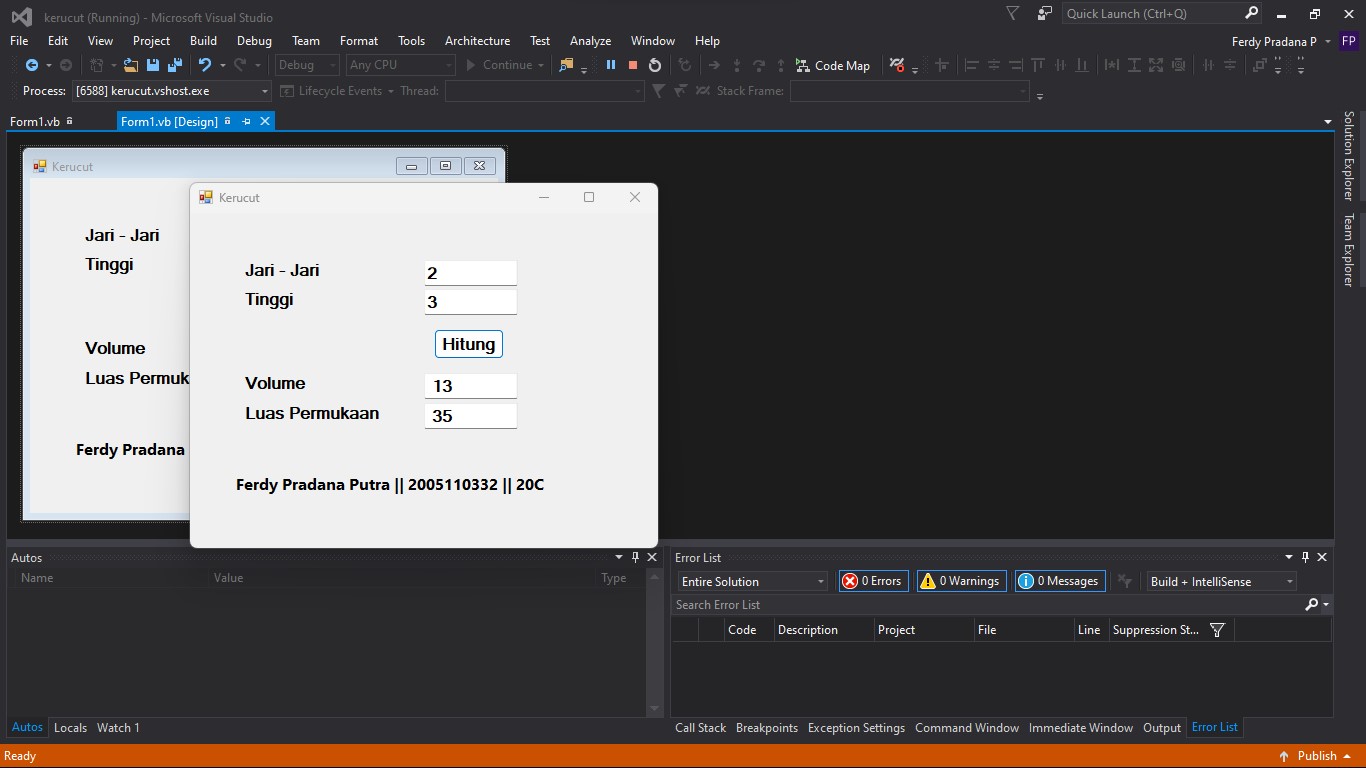 kerucut (Running) - Microsoft Visual Studio
Quick Launch (Ctrl+Q)
File Edit View Project Build Debug Team Format Tools Architecture Test Analyze Window Help
Ferdy Pradana P FP
Debug Any CPU Continue Code Map
Process: [6588] kerucut.vshost.exe Lifecycle Events Thread: Stack Frame:
Form1.vb Form1.vb [Design]
Solution Explorer
Team Explorer
Kerucut
Jari - Jari
Tinggi
Volume
Luas Permuk
Ferdy Pradana
Kerucut
Jari - Jari 2
Tinggi 3
Hitung
Volume 13
Luas Permukaan 35
Ferdy Pradana Putra || 2005110332 || 20C
Autos
Name Value Type
Autos Locals Watch 1
Error List
Entire Solution 0 Errors 0 Warnings 0 Messages Build + IntelliSense
Search Error List
Code Description Project File Line Suppression St...
Call Stack Breakpoints Exception Settings Command Window Immediate Window Output Error List
Ready Publish